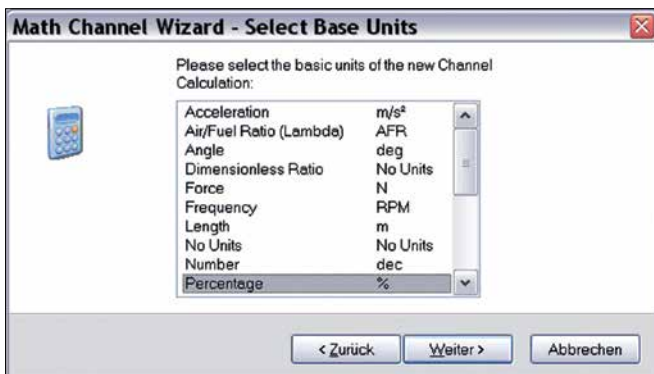 Math Channel Wizard - Select Base Units
Please select the basic units of the new Channel
Calculation:
Acceleration m/s²
Air/Fuel Ratio (Lambda) AFR
Angle deg
Dimensionless Ratio No Units
Force N
Frequency RPM
Length m
No Units No Units
Number dec
Percentage %
< Zurück Weiter > Abbrechen